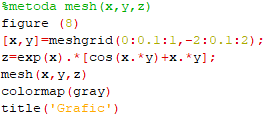 %metoda mesh(x,y,z)
figure (8)
[x,y]=meshgrid(0:0.1:1,-2:0.1:2);
z=exp(x).*[cos(x.*y)+x.*y];
mesh(x,y,z)
colormap(gray)
title('Grafic')